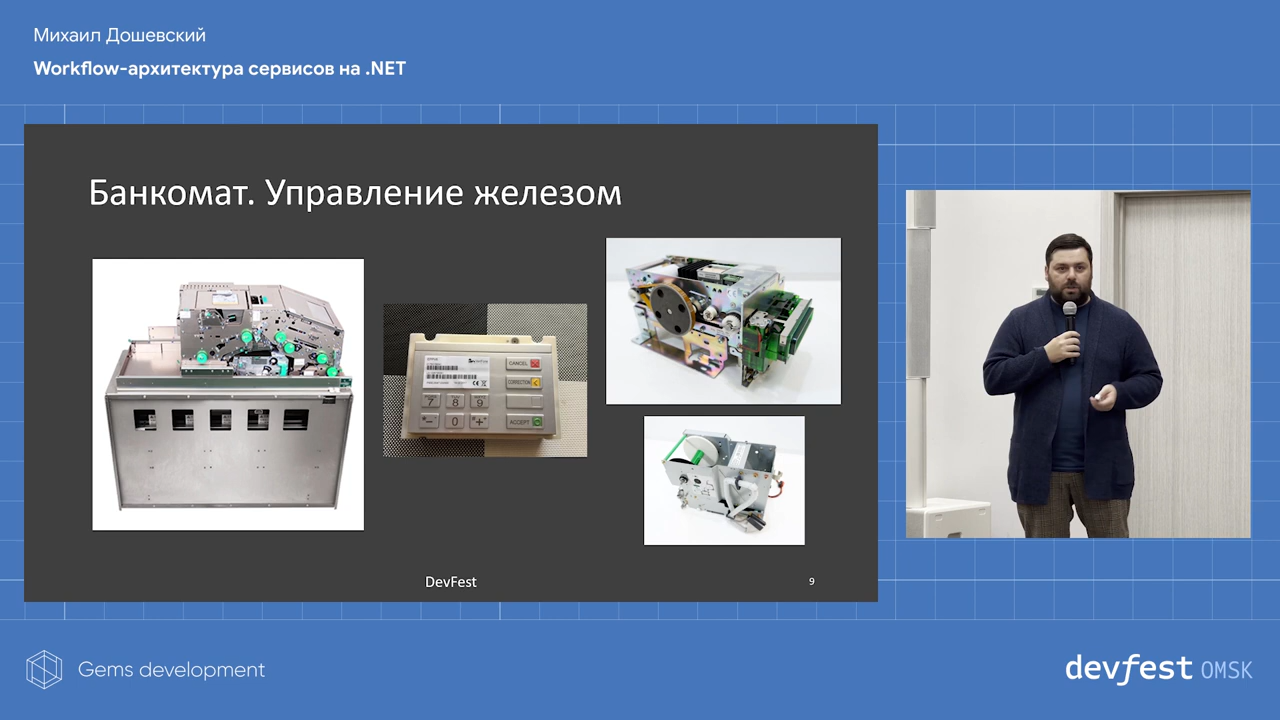 Михаил Дошевский
Workflow-архитектура сервисов на .NET
Банкомат. Управление железом
CANCEL
CORRECTION
7 8 9
0
ACCEPT
DevFest
9
Gems development
devfest OMSK